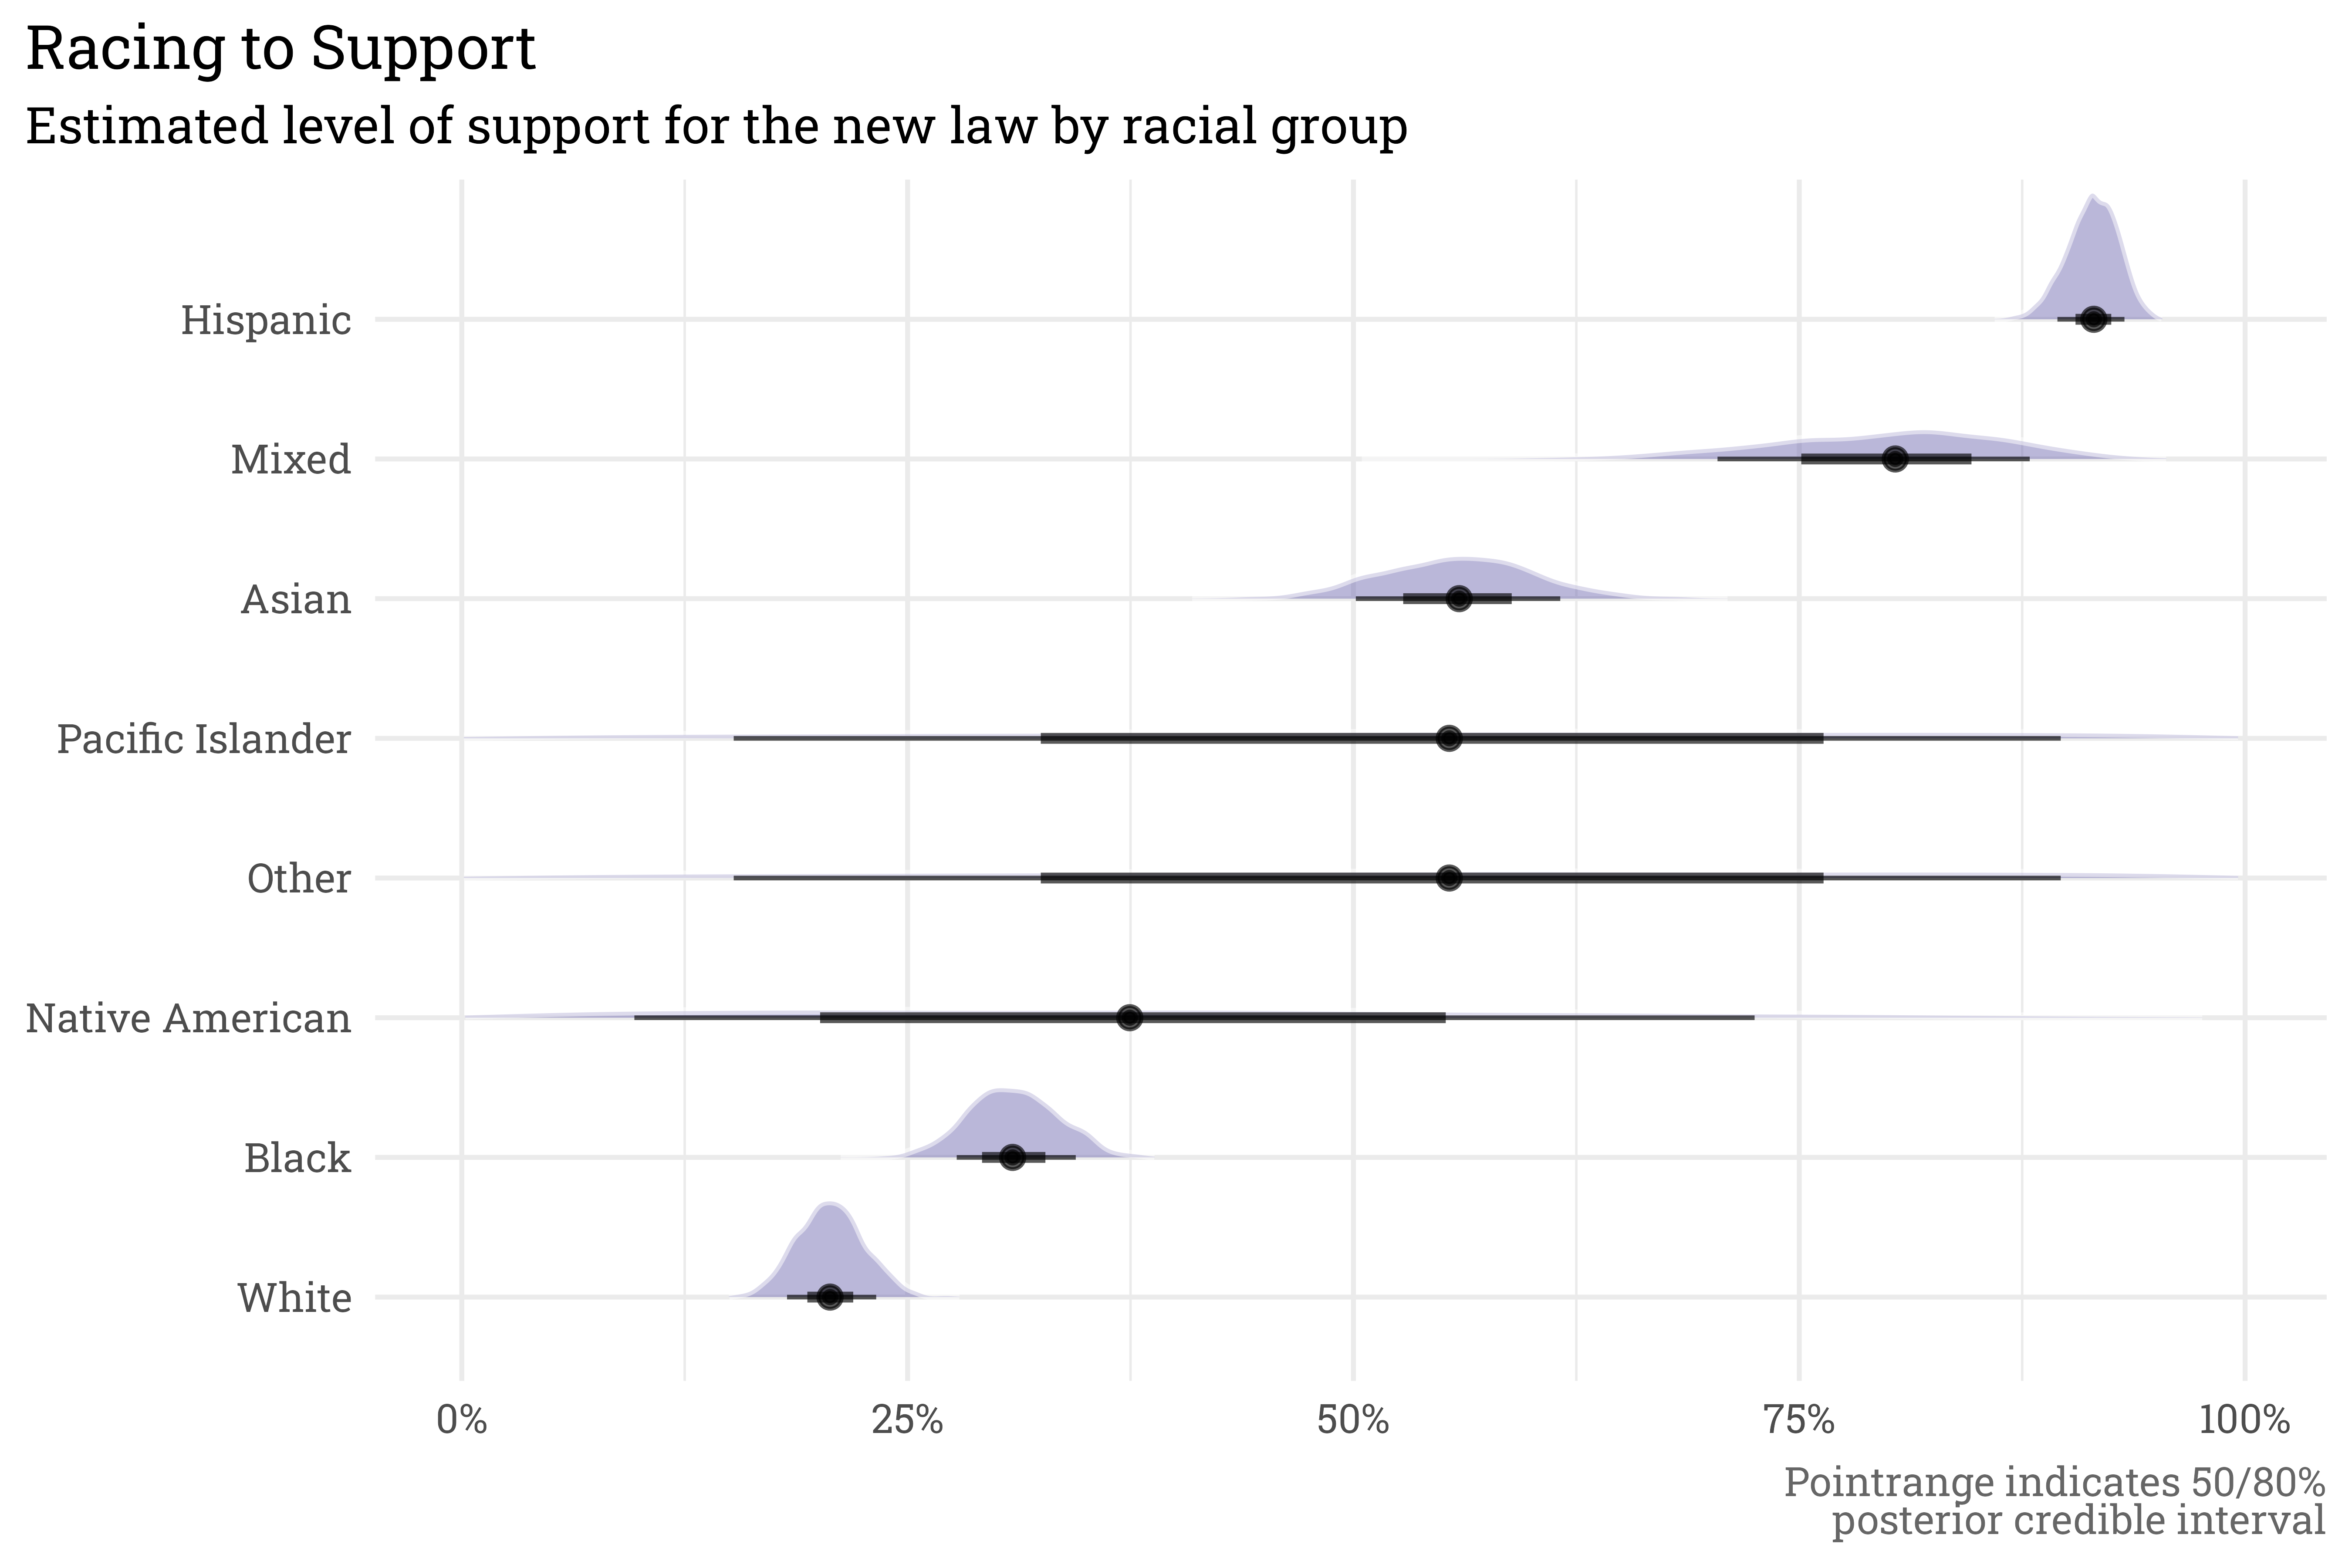 Racing to Support
Estimated level of support for the new law by racial group
Hispanic
Mixed
Asian
Pacific Islander
Other
Native American
Black
White
0% 25% 50% 75% 100%
Pointrange indicates 50/80%
posterior credible interval